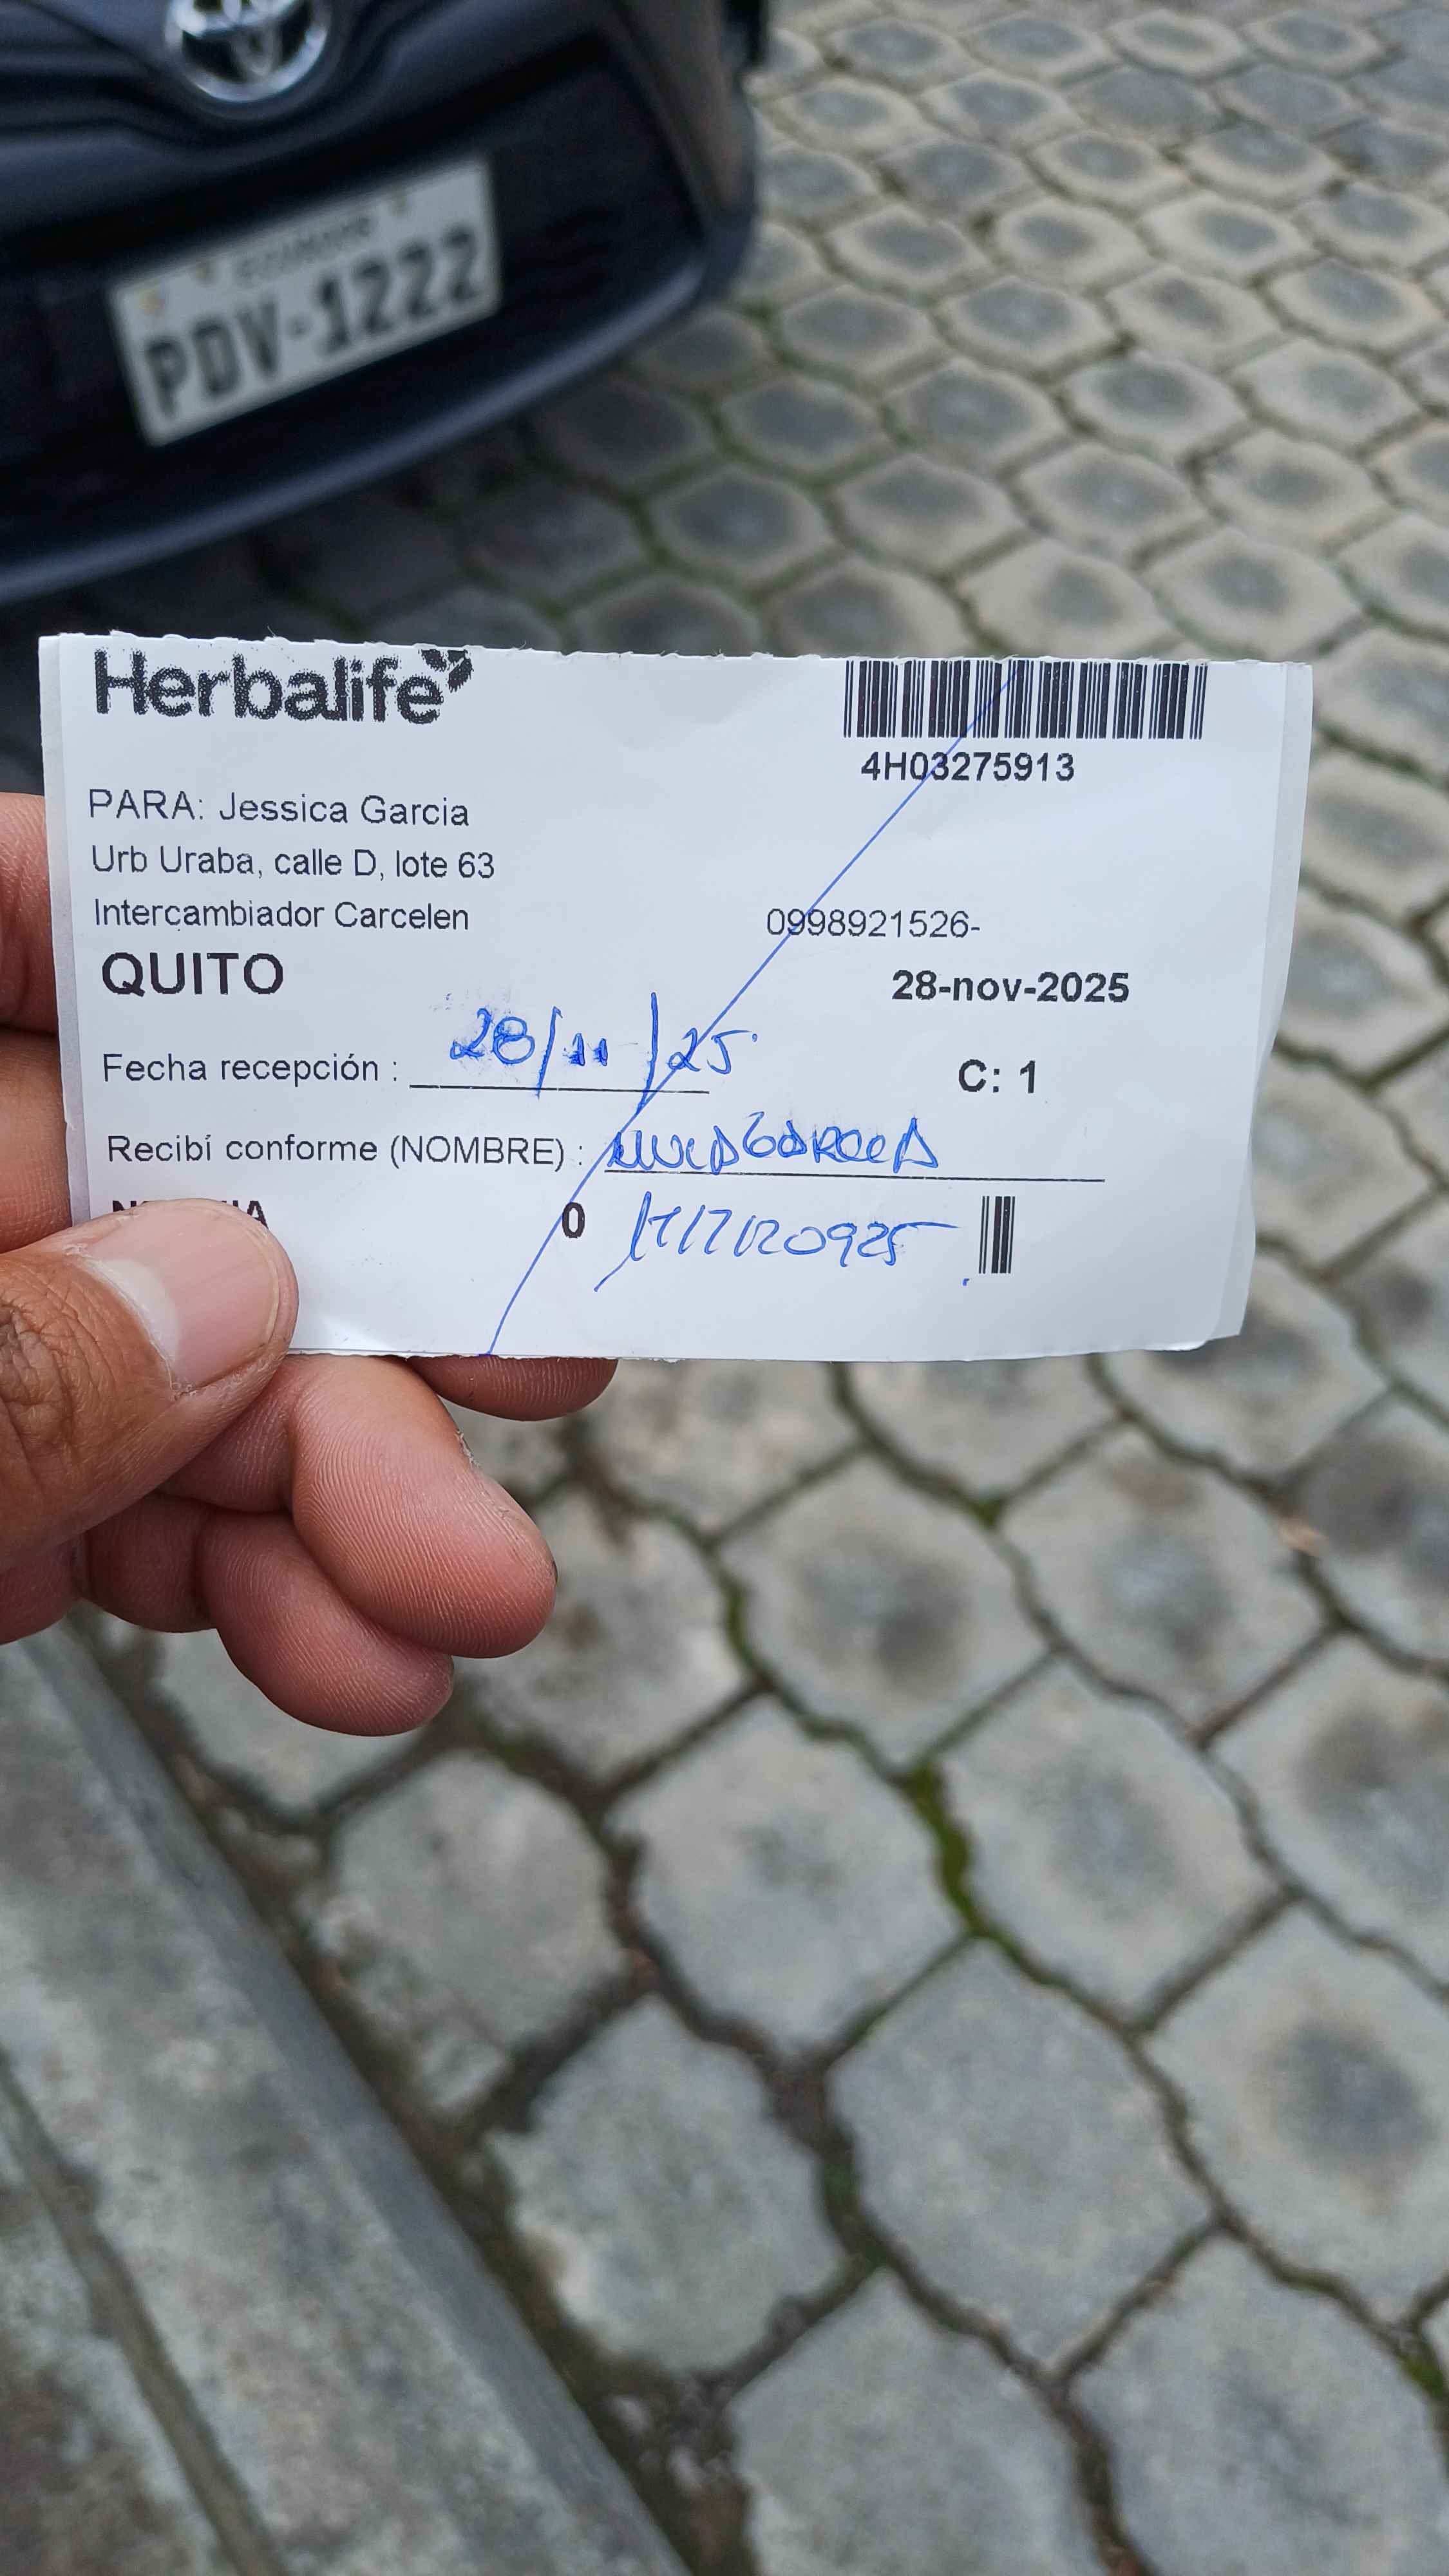 ECUADOR
PDV-1222
Herbalife
4H03275913
PARA: Jessica Garcia
Urb Uraba, calle D, lote 63
Intercambiador Carcelen
0998921526-
QUITO
28-nov-2025
Fecha recepción : 28/11/25
C: 1
Recibí conforme (NOMBRE) :
0